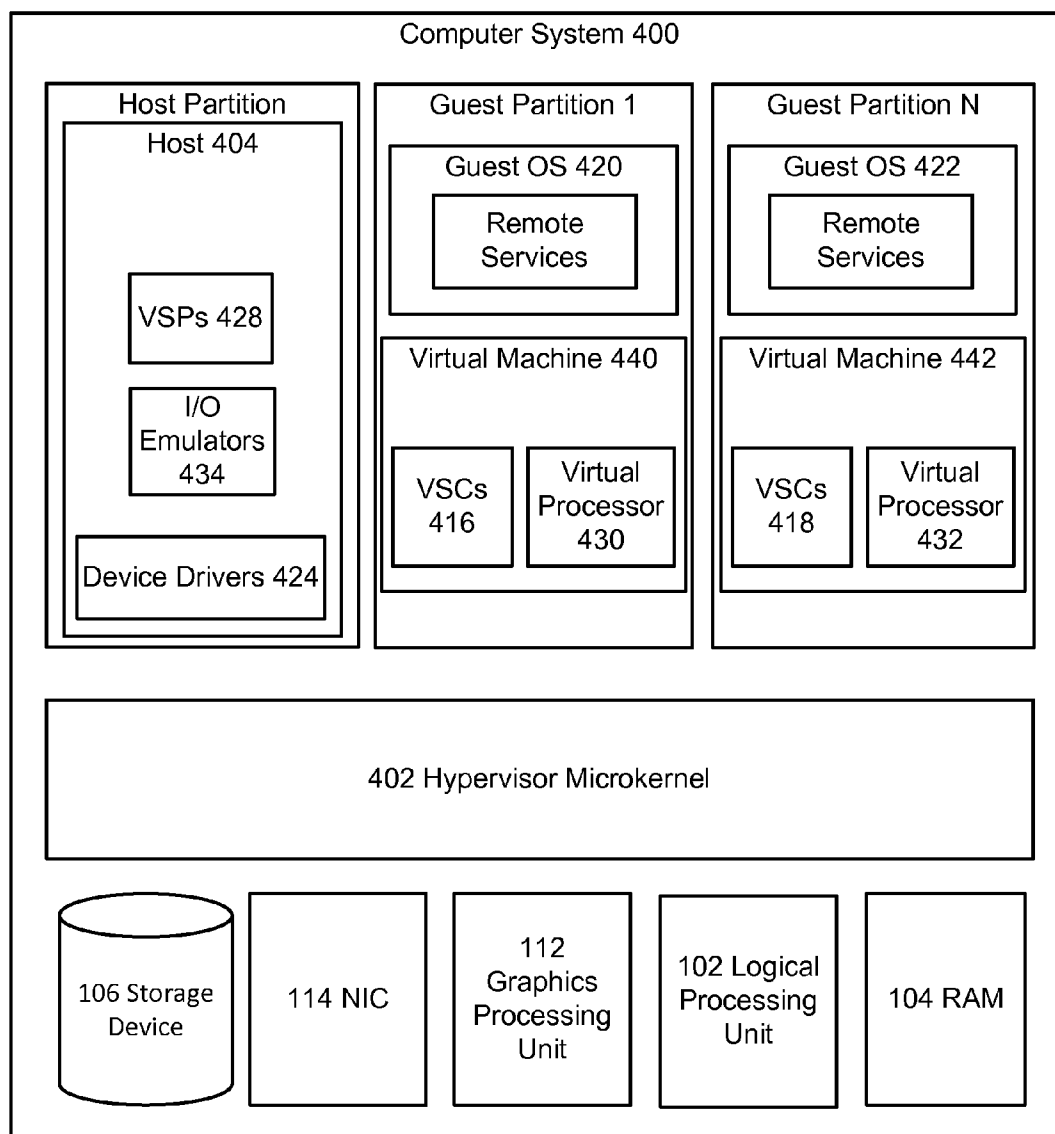 Computer System 400
Host Partition
Host 404
VSPs 428
I/O
Emulators
434
Device Drivers 424
Guest Partition 1
Guest OS 420
Remote
Services
Virtual Machine 440
VSCs
416
Virtual
Processor
430
Guest Partition N
Guest OS 422
Remote
Services
Virtual Machine 442
VSCs
418
Virtual
Processor
432
402 Hypervisor Microkernel
106 Storage
Device
114 NIC
112
Graphics
Processing
Unit
102 Logical
Processing
Unit
104 RAM